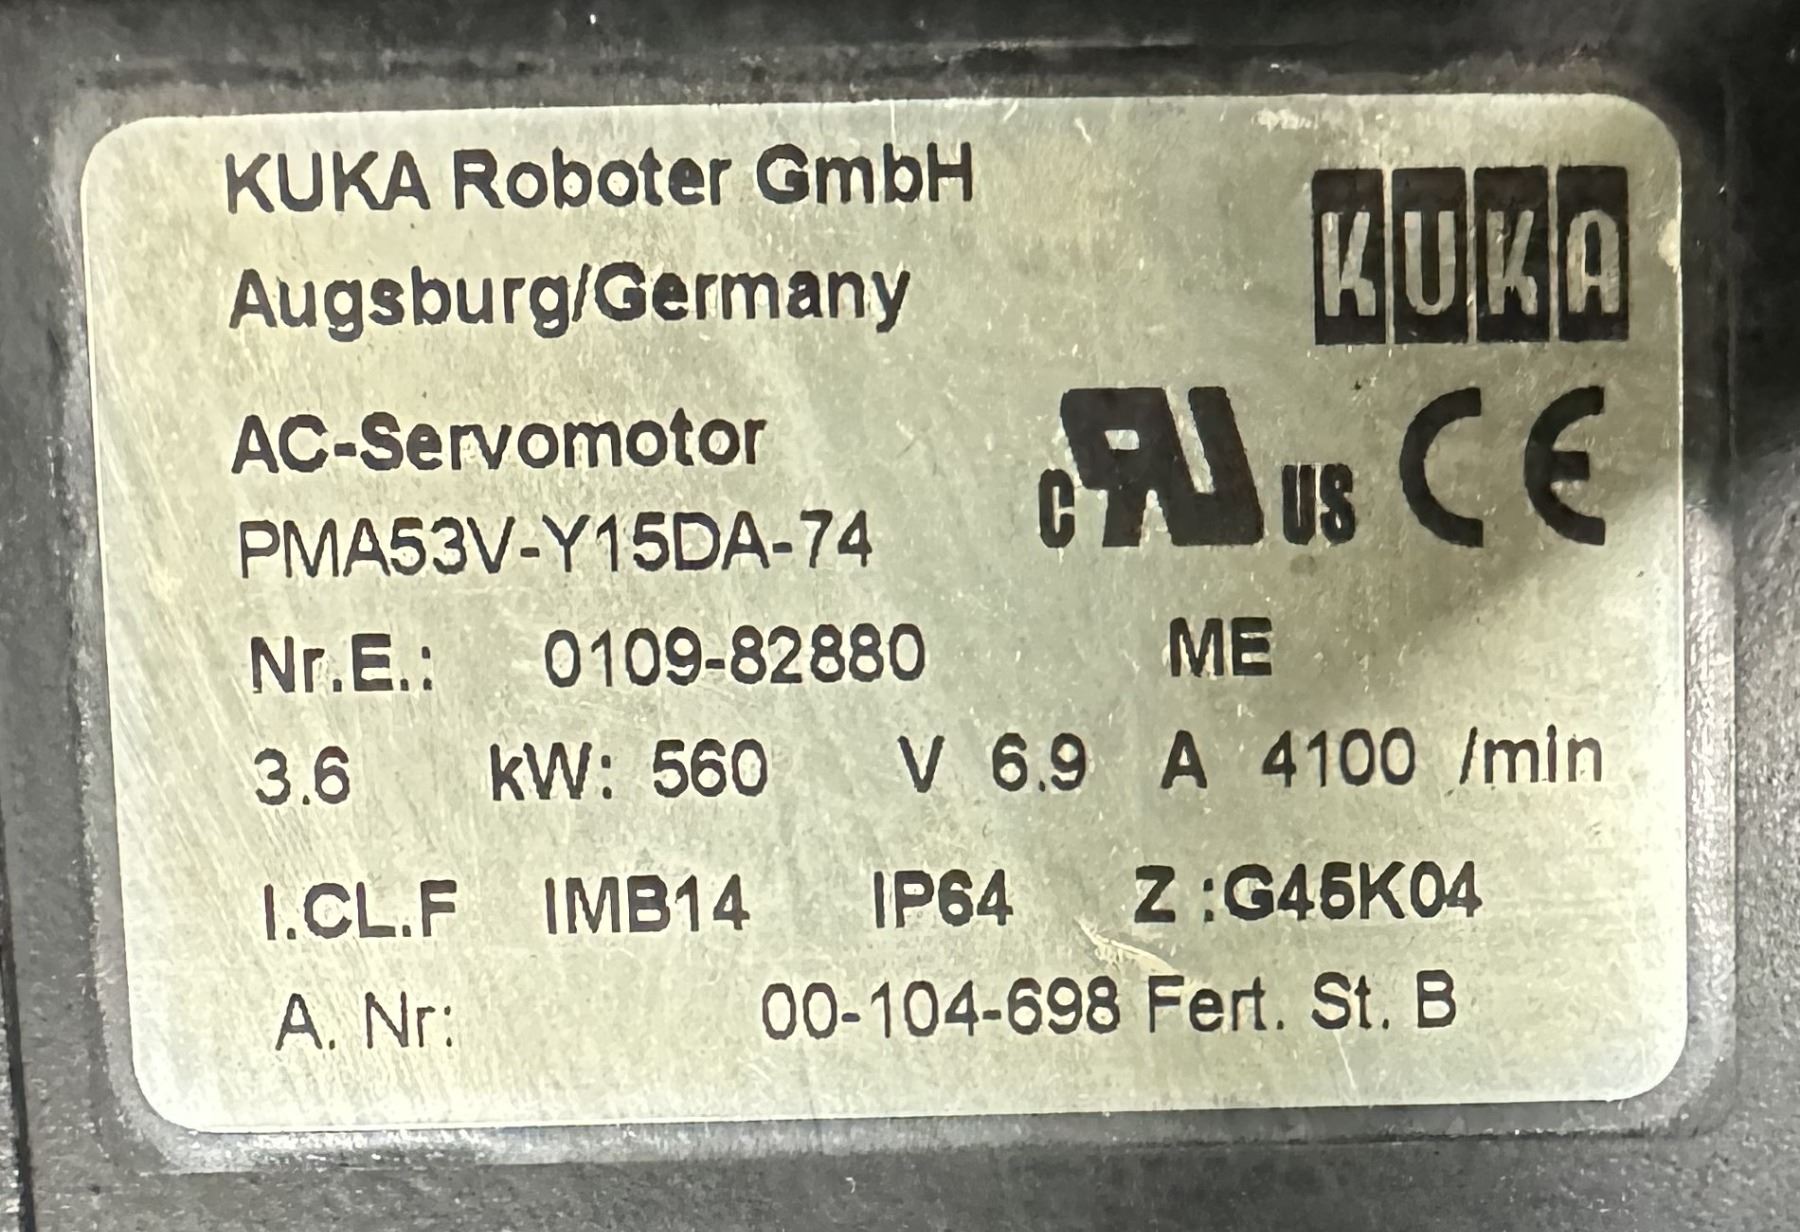 KUKA Roboter GmbH
KUKA
Augsburg/Germany
AC-Servomotor
c RU US CE
PMA53V-Y15DA-74
Nr.E.: 0109-82880 ME
3.6 kW: 560 V 6.9 A 4100 /min
I.CL.F IMB14 IP64 Z :G45K04
A. Nr: 00-104-698 Fert. St. B